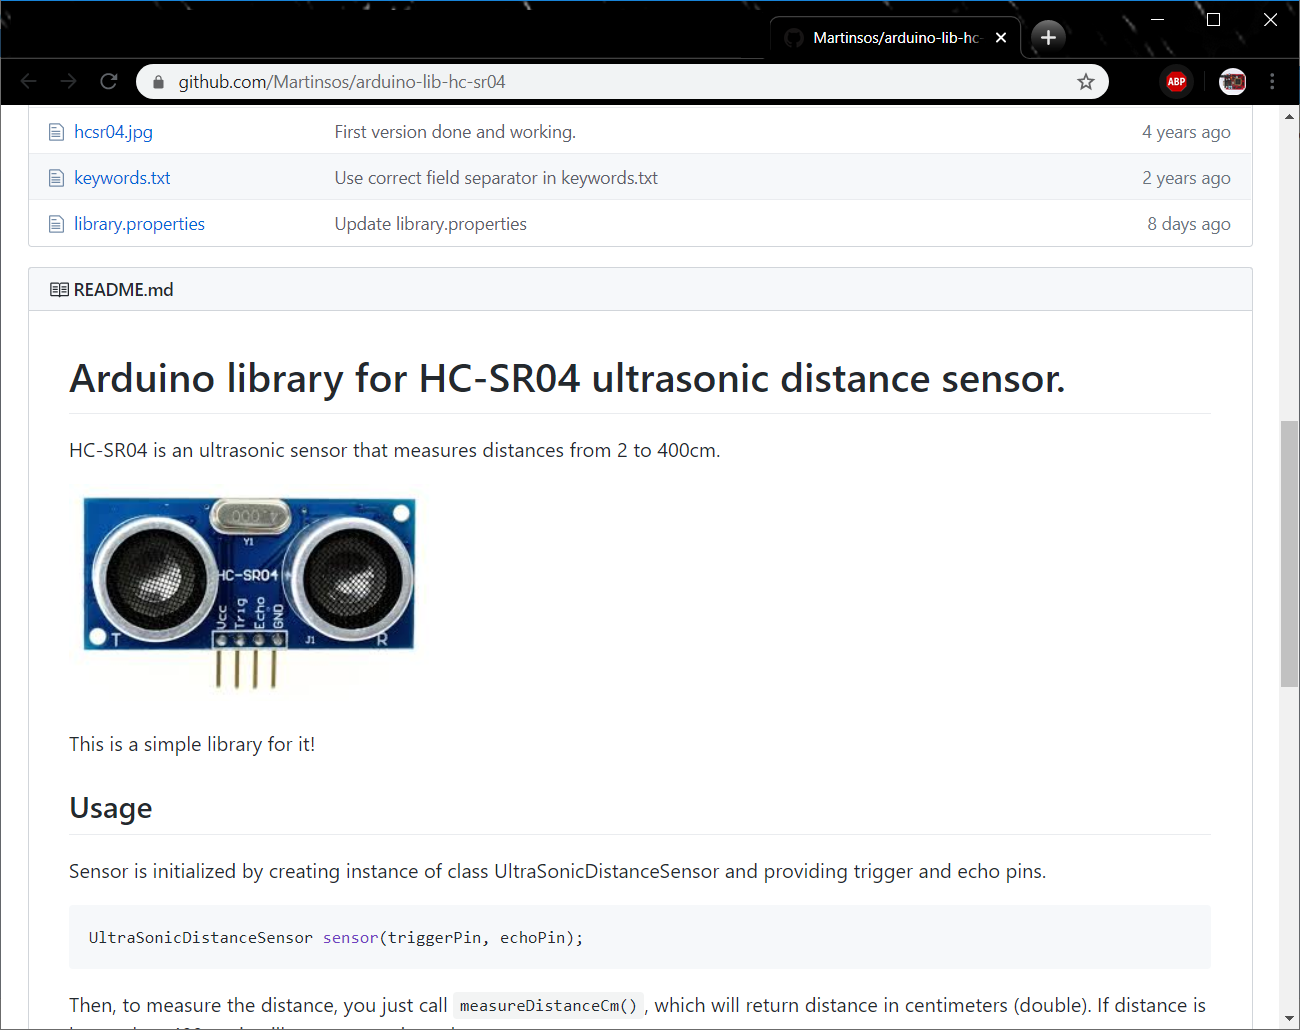 Martinsos/arduino-lib-hc-
github.com/Martinsos/arduino-lib-hc-sr04
ABP
hcsr04.jpg First version done and working. 4 years ago
keywords.txt Use correct field separator in keywords.txt 2 years ago
library.properties Update library.properties 8 days ago
README.md
Arduino library for HC-SR04 ultrasonic distance sensor.
HC-SR04 is an ultrasonic sensor that measures distances from 2 to 400cm.
4.000
Y1
HC-SR04
Vcc
Trig
Echo
GND
T
J1
R
This is a simple library for it!
Usage
Sensor is initialized by creating instance of class UltraSonicDistanceSensor and providing trigger and echo pins.
UltraSonicDistanceSensor sensor(triggerPin, echoPin);
Then, to measure the distance, you just call measureDistanceCm(), which will return distance in centimeters (double). If distance is